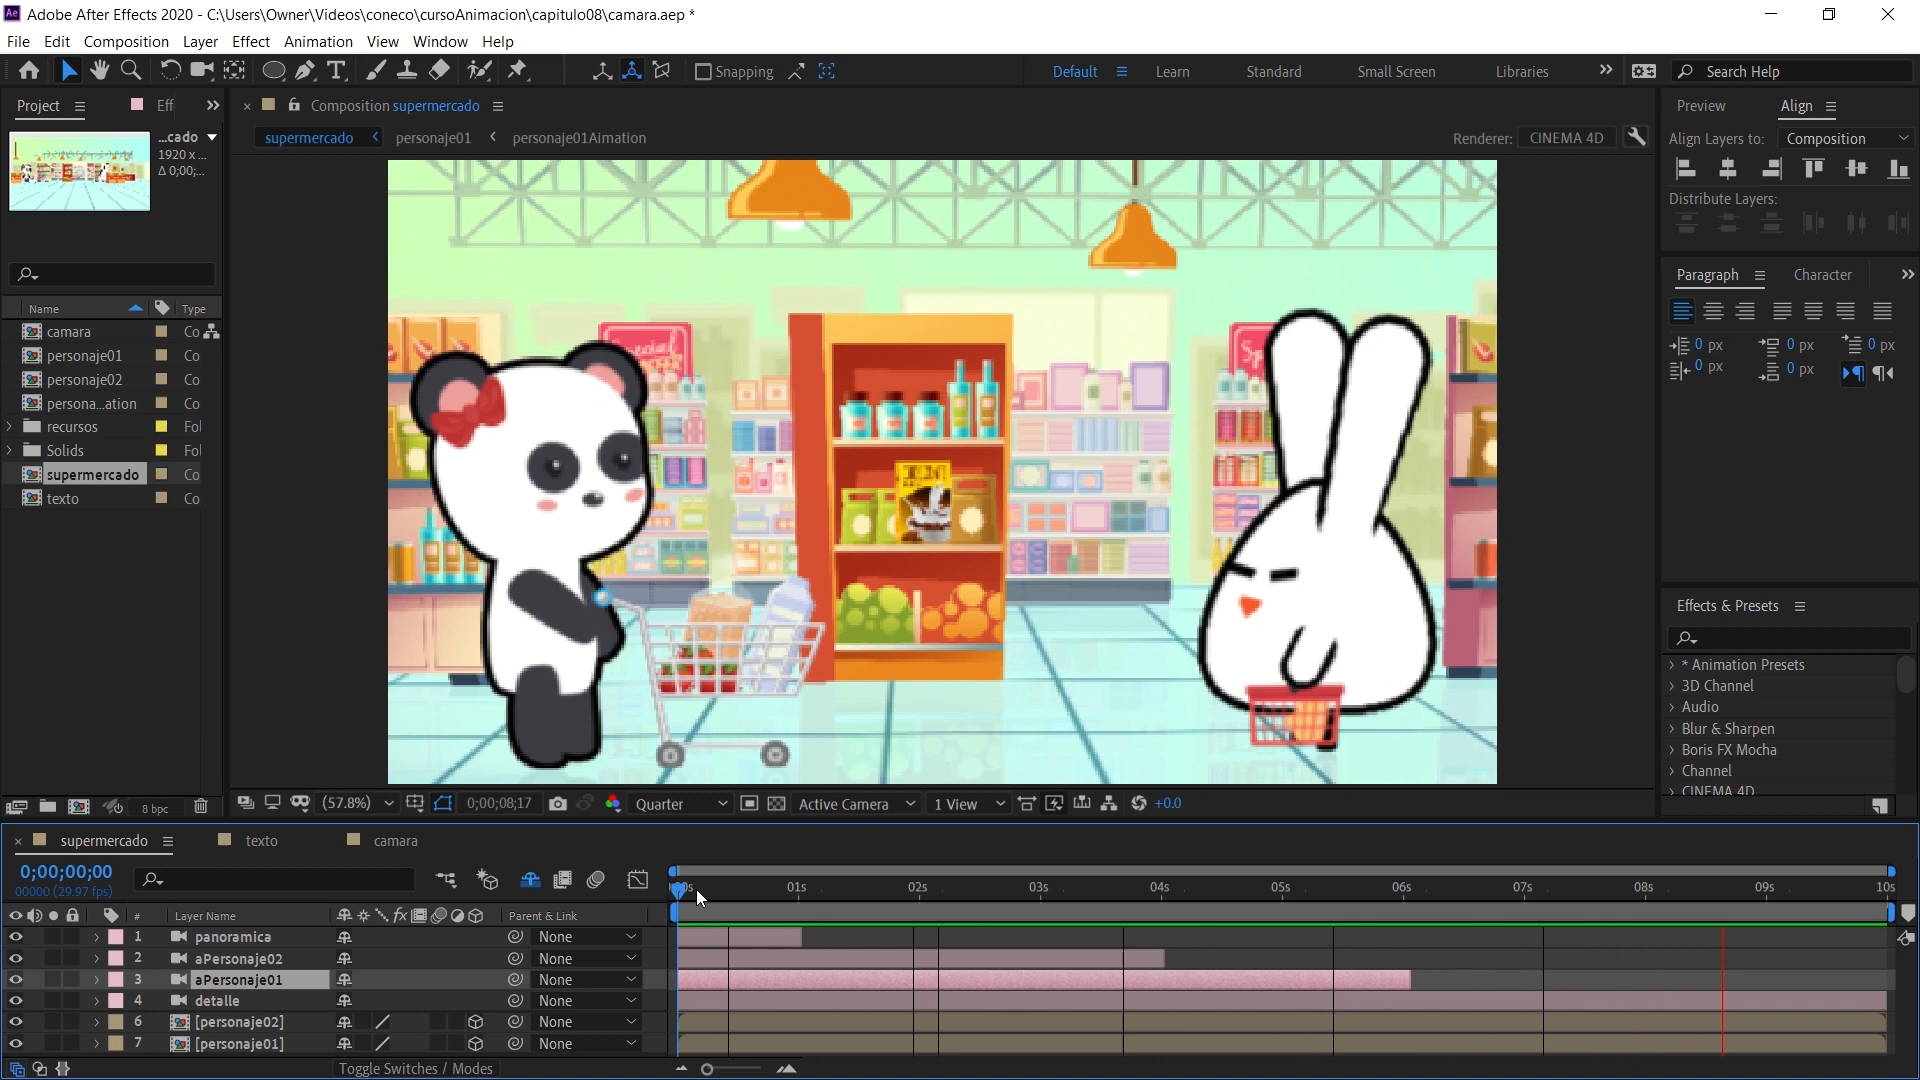 Ae Adobe After Effects 2020 - C:\Users\Owner\Videos\coneco\cursoAnimacion\capitulo08\camara.aep *
File Edit Composition Layer Effect Animation View Window Help
Snapping Default Learn Standard Small Screen Libraries Search Help
Project Eff
Composition supermercado
Preview Align
...cado
1920 x ...
Δ 0;00;...
supermercado personaje01 personaje01Aimation
Renderer: CINEMA 4D
Align Layers to: Composition
Distribute Layers:
Paragraph Character
0 px 0 px 0 px
0 px 0 px
Name Type
camara Co
personaje01 Co
personaje02 Co
persona...ation Co
recursos Fol
Solids Fol
supermercado Co
texto Co
Special
Sp
Effects & Presets
* Animation Presets
3D Channel
Audio
Blur & Sharpen
Boris FX Mocha
Channel
CINEMA 4D
8 bpc
(57.8%) 0;00;08;17 Quarter Active Camera 1 View +0.0
supermercado texto camara
0;00;00;00
00000 (29.97 fps)
00s 01s 02s 03s 04s 05s 06s 07s 08s 09s 10s
# Layer Name fx Parent & Link
1 panoramica None
2 aPersonaje02 None
3 aPersonaje01 None
4 detalle None
6 [personaje02] None
7 [personaje01] None
Toggle Switches / Modes